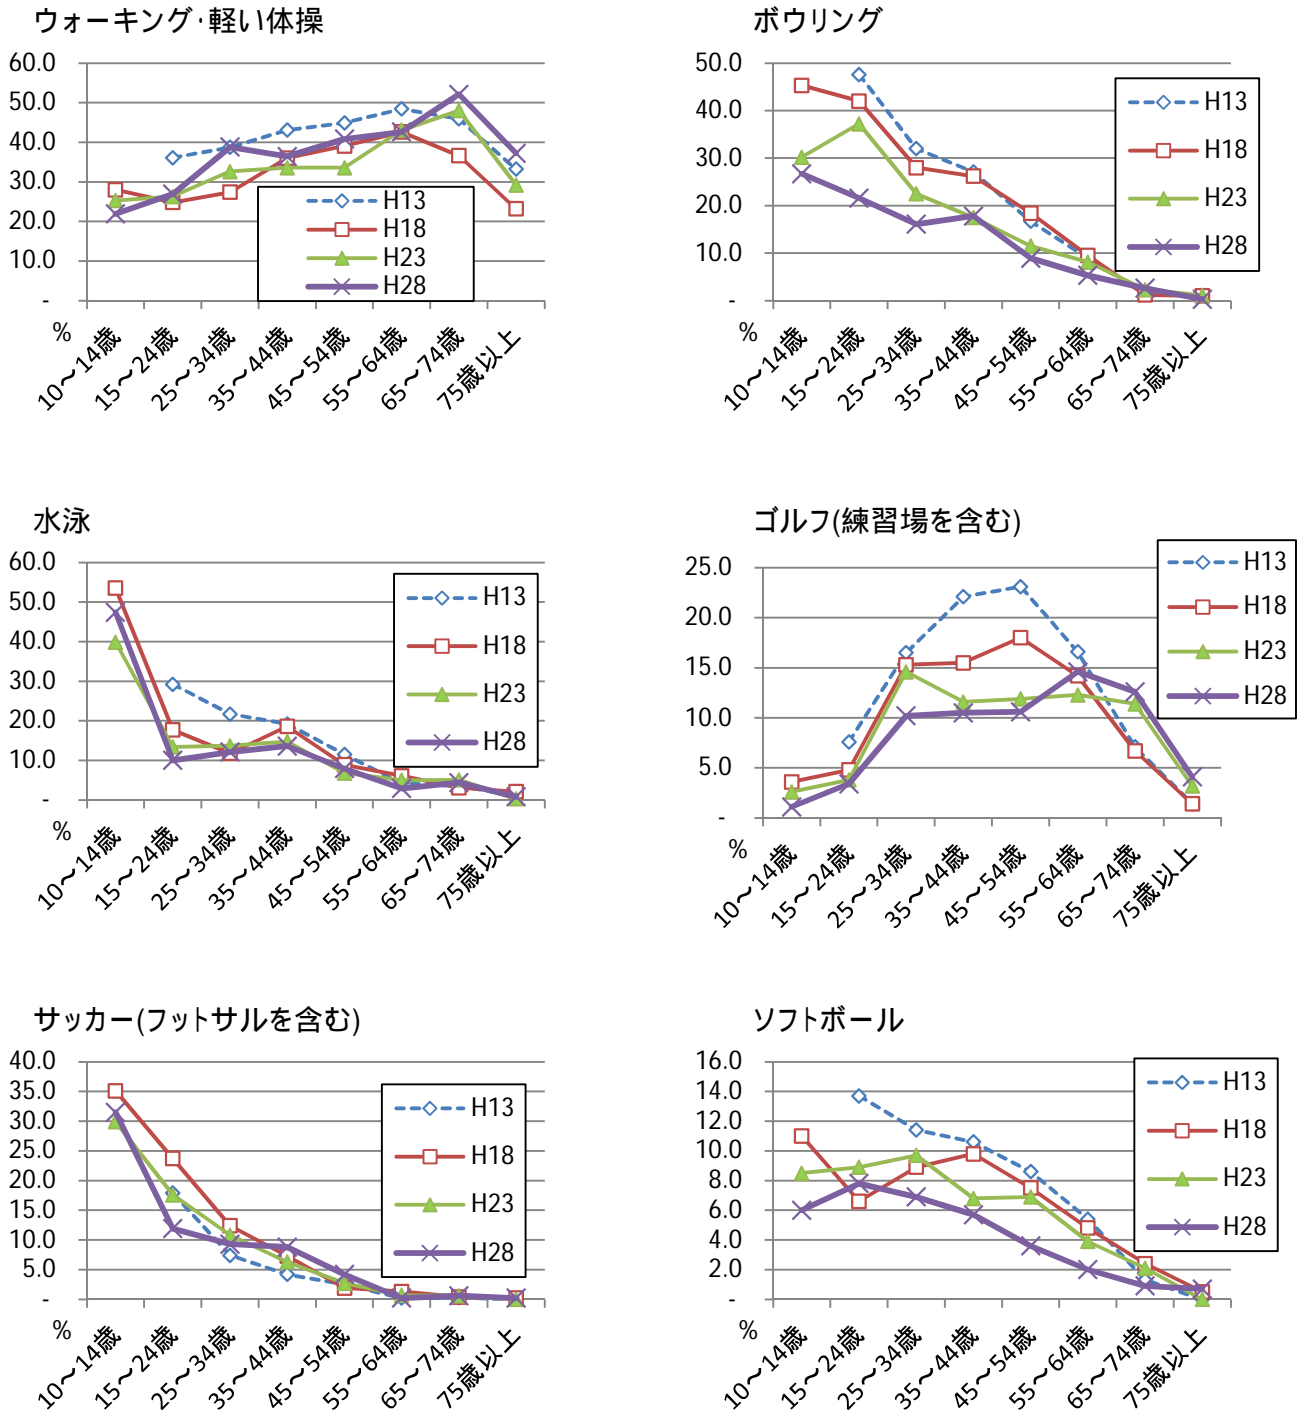 ウォーキング・軽い体操
60.0
50.0
40.0
30.0
20.0
10.0
-
%
10～14歳
15～24歳
25～34歳
35～44歳
45～54歳
55～64歳
65～74歳
75歳以上
H13
H18
H23
H28
ボウリング
50.0
40.0
30.0
20.0
10.0
-
%
10～14歳
15～24歳
25～34歳
35～44歳
45～54歳
55～64歳
65～74歳
75歳以上
H13
H18
H23
H28
水泳
60.0
50.0
40.0
30.0
20.0
10.0
-
%
10～14歳
15～24歳
25～34歳
35～44歳
45～54歳
55～64歳
65～74歳
75歳以上
H13
H18
H23
H28
ゴルフ(練習場を含む)
25.0
20.0
15.0
10.0
5.0
-
%
10～14歳
15～24歳
25～34歳
35～44歳
45～54歳
55～64歳
65～74歳
75歳以上
H13
H18
H23
H28
サッカー(フットサルを含む)
40.0
35.0
30.0
25.0
20.0
15.0
10.0
5.0
-
%
10～14歳
15～24歳
25～34歳
35～44歳
45～54歳
55～64歳
65～74歳
75歳以上
H13
H18
H23
H28
ソフトボール
16.0
14.0
12.0
10.0
8.0
6.0
4.0
2.0
-
%
10～14歳
15～24歳
25～34歳
35～44歳
45～54歳
55～64歳
65～74歳
75歳以上
H13
H18
H23
H28